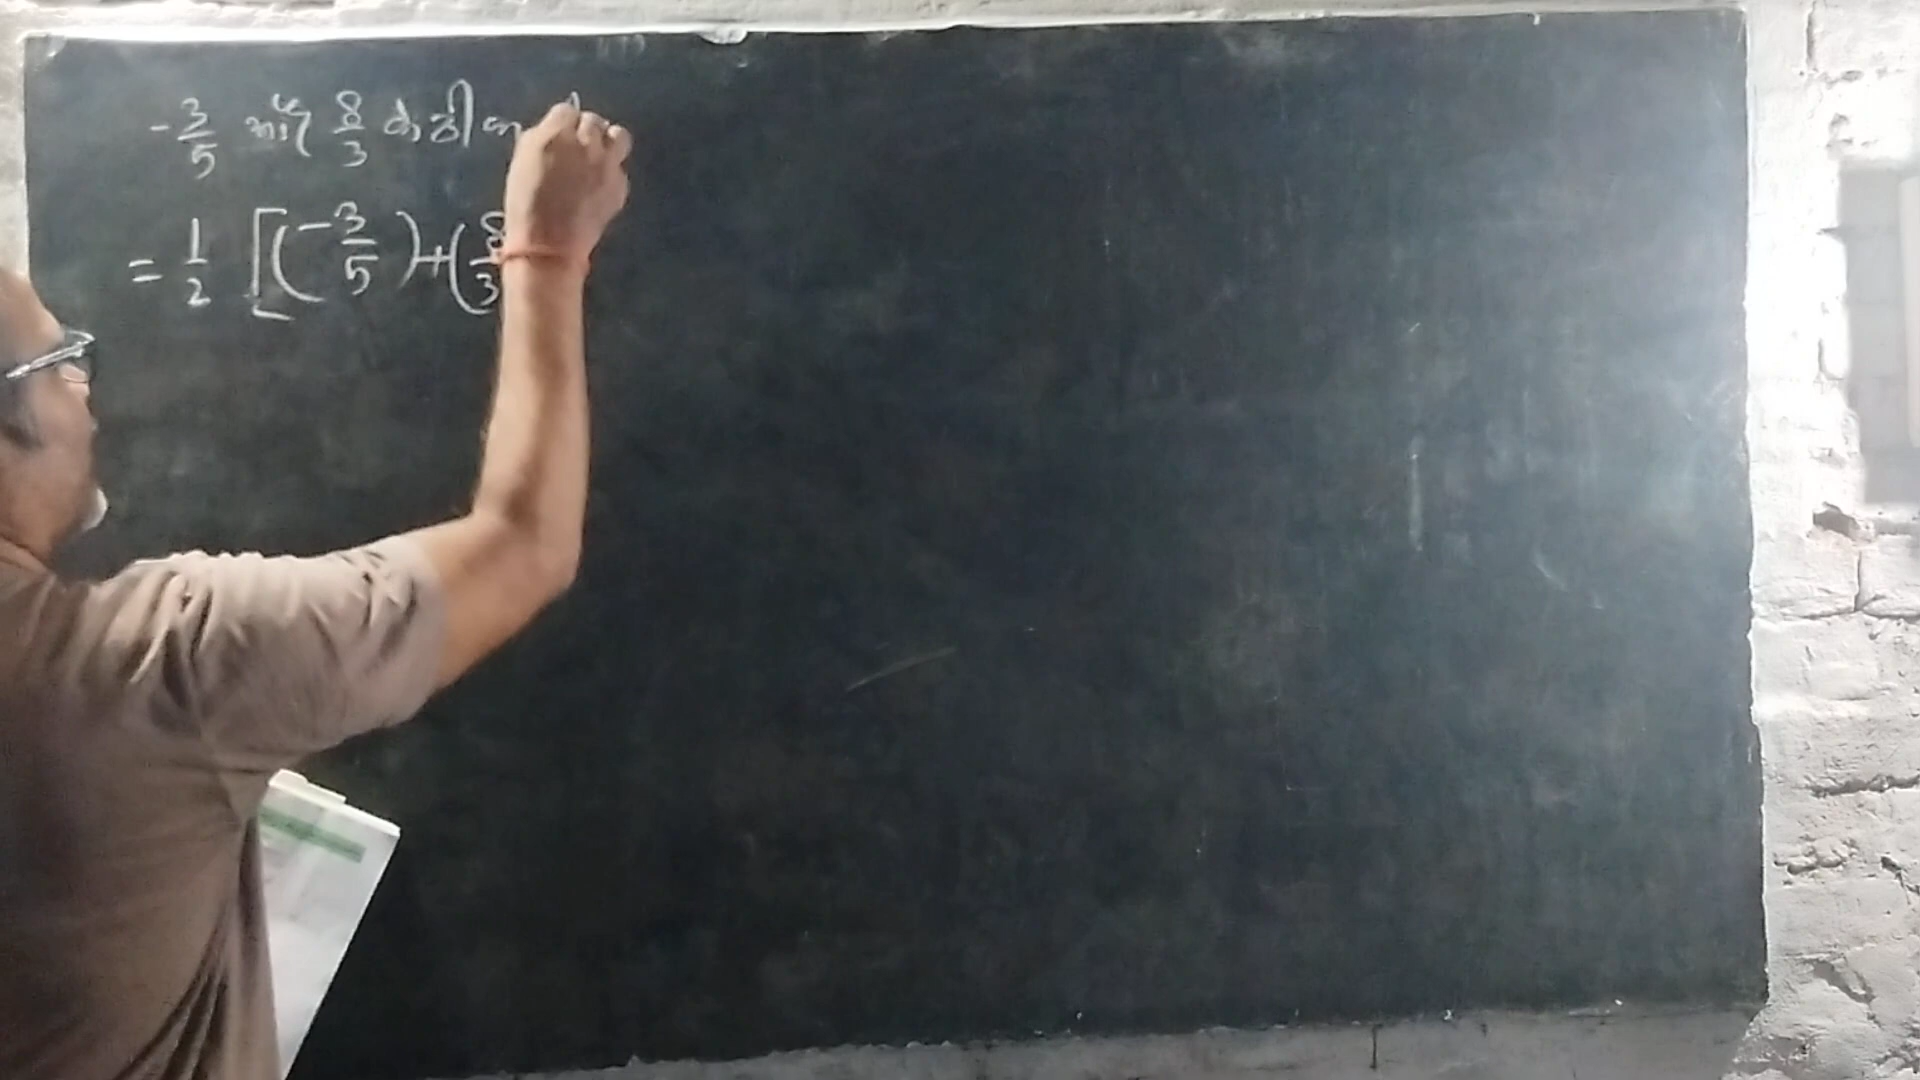 -3/5 और 8/3 के ठीक
= 1/2 [(-3/5)+(8/3